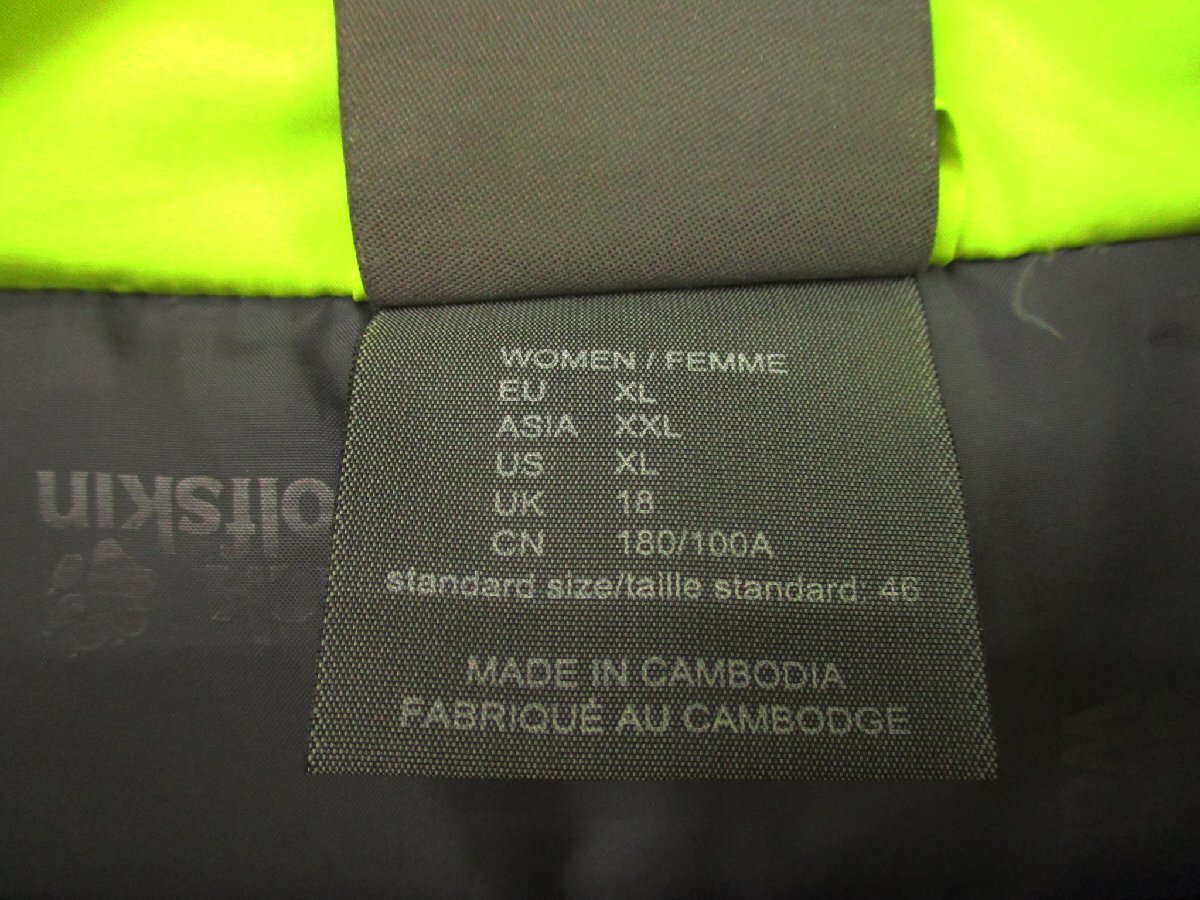 WOMEN / FEMME
EU XL
ASIA XXL
US XL
UK 18
CN 180/100A
standard size/taille standard: 46
MADE IN CAMBODIA
FABRIQUÉ AU CAMBODGE
olfskin